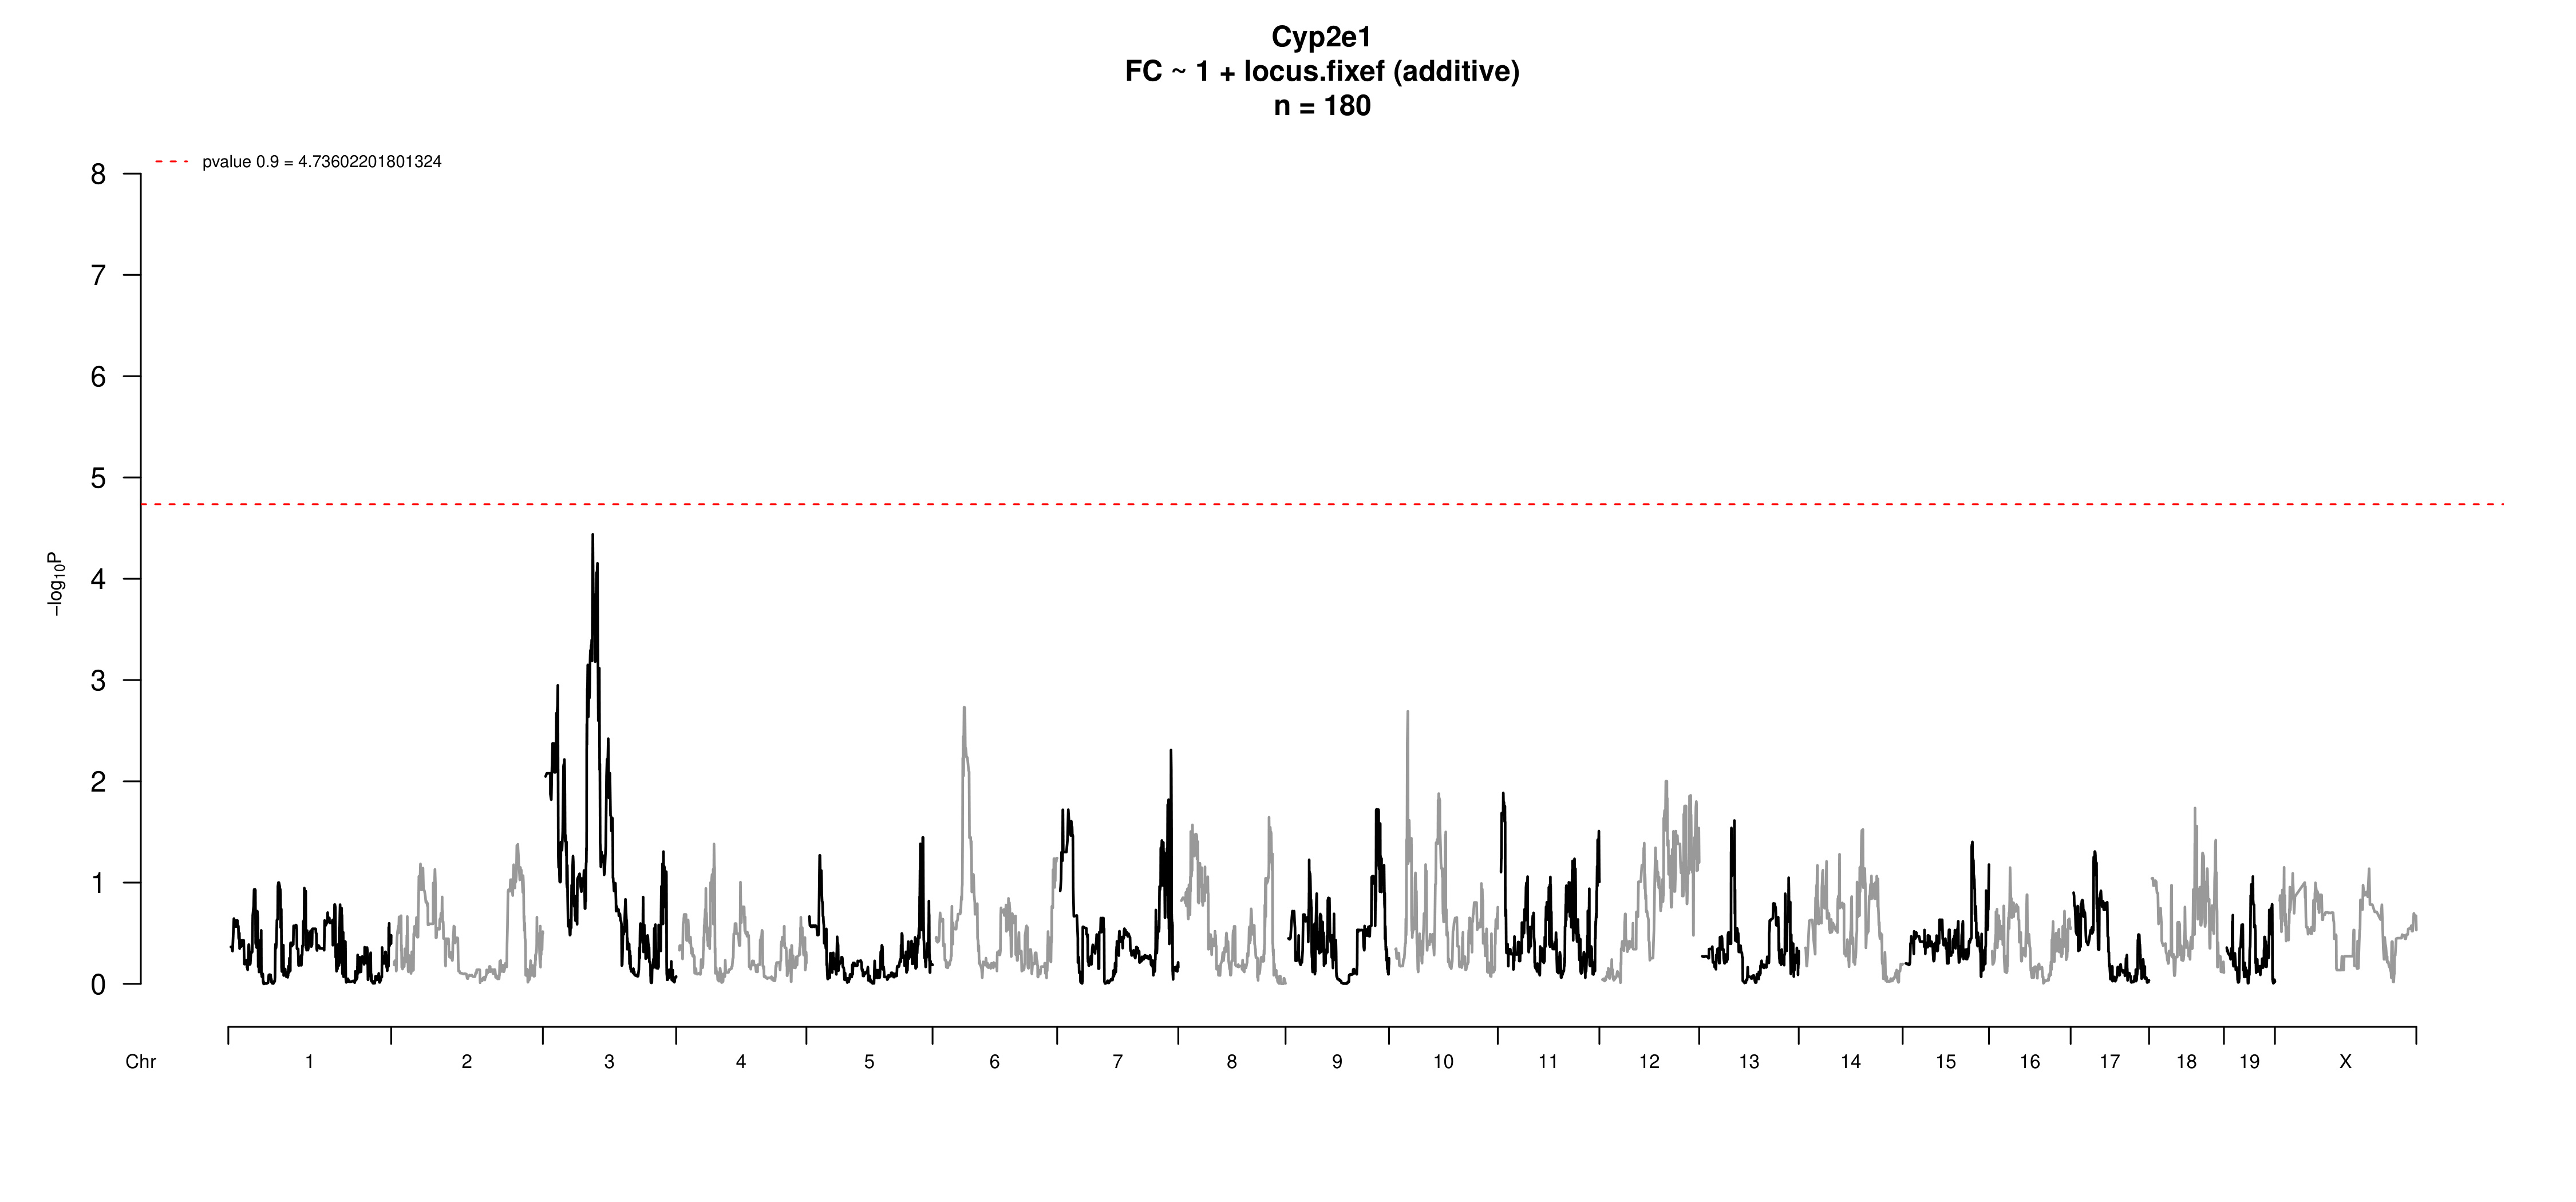 Cyp2e1
FC ~ 1 + locus.fixef (additive)
n = 180
pvalue 0.9 = 4.73602201801324
8
7
6
5
4
3
2
1
0
−log10P
Chr 1 2 3 4 5 6 7 8 9 10 11 12 13 14 15 16 17 18 19 X